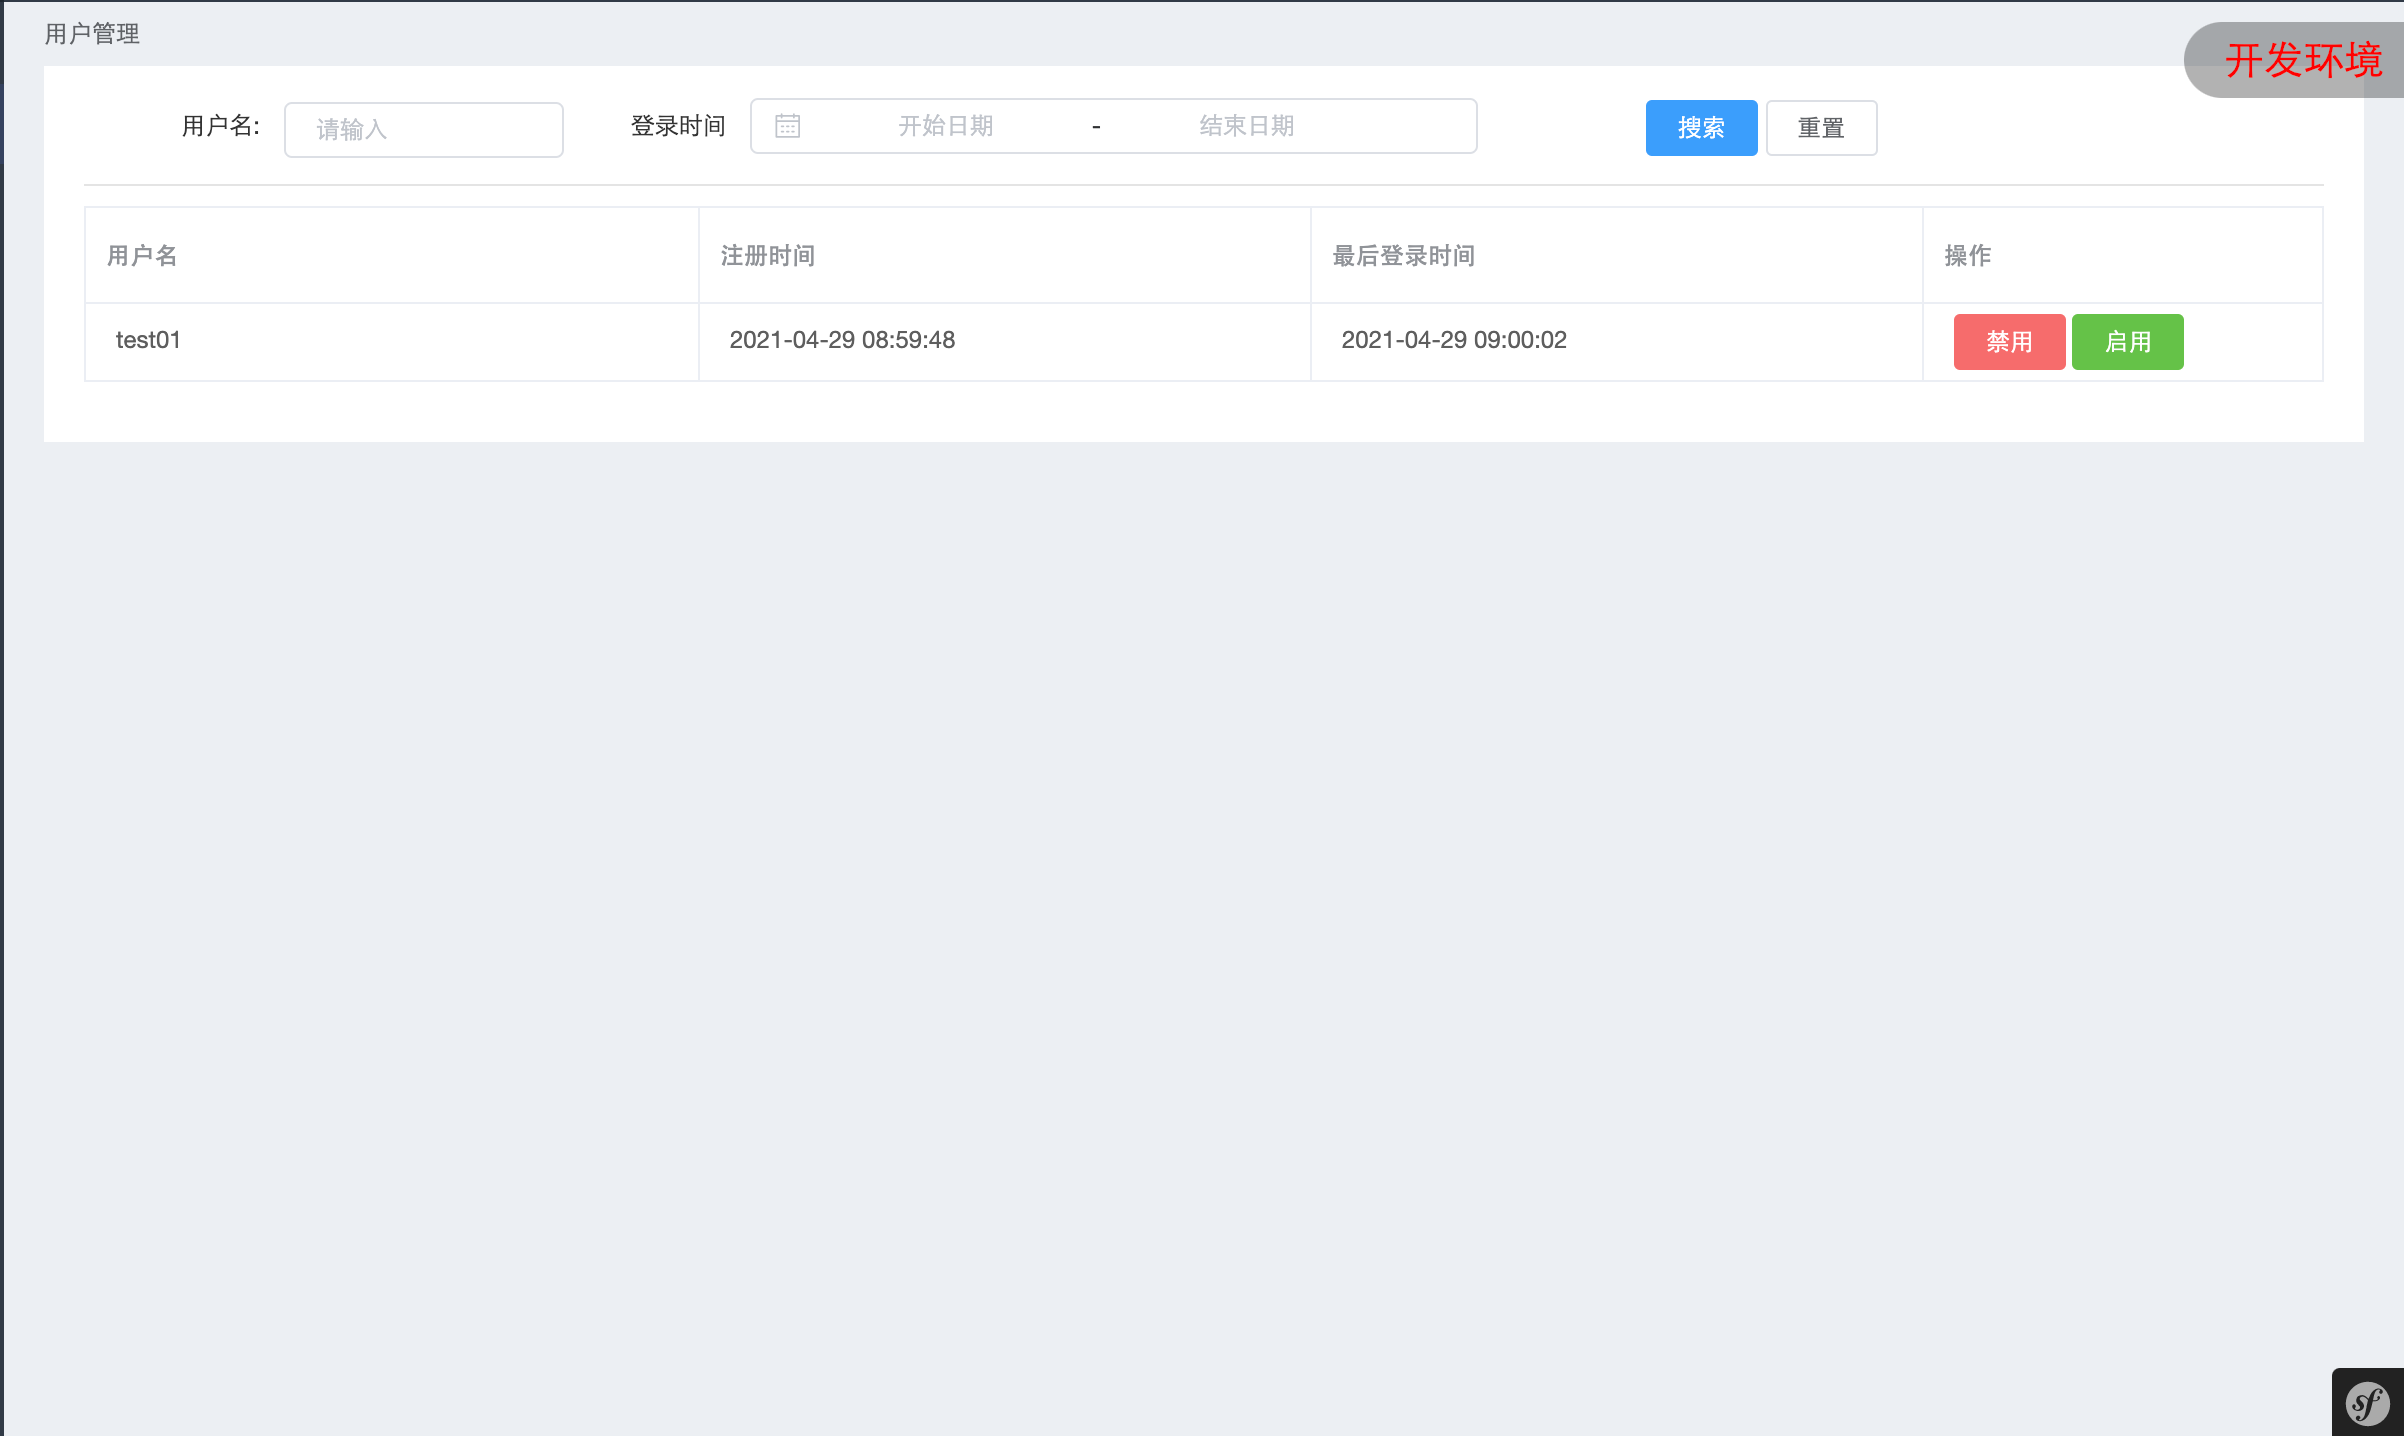 用户管理
开发环境
用户名: 请输入 登录时间 开始日期 - 结束日期 搜索 重置
用户名 注册时间 最后登录时间 操作
test01 2021-04-29 08:59:48 2021-04-29 09:00:02 禁用 启用
sf